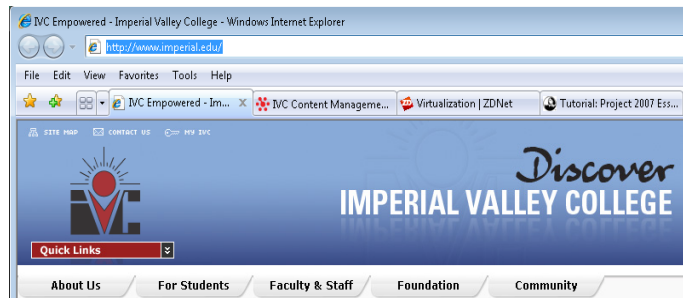 IVC Empowered - Imperial Valley College - Windows Internet Explorer
http://www.imperial.edu/
File Edit View Favorites Tools Help
IVC Empowered - Im... X IVC Content Manageme... Virtualization | ZDNet Tutorial: Project 2007 Ess...
SITE MAP CONTACT US MY IVC
Discover
IMPERIAL VALLEY COLLEGE
IVC
Quick Links
About Us For Students Faculty & Staff Foundation Community